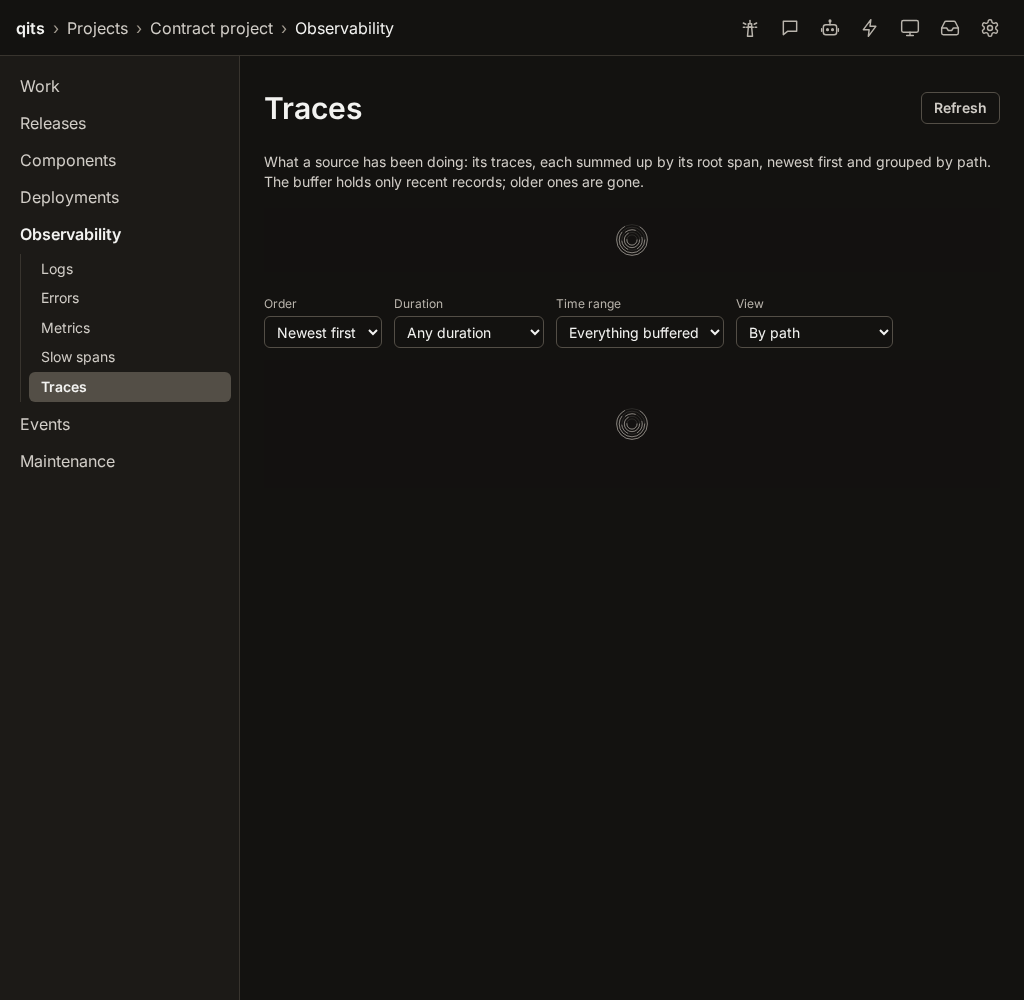 qits › Projects › Contract project › Observability
Work
Releases
Components
Deployments
Observability
Logs
Errors
Metrics
Slow spans
Traces
Events
Maintenance
Traces
Refresh
What a source has been doing: its traces, each summed up by its root span, newest first and grouped by path.
The buffer holds only recent records; older ones are gone.
Order Duration Time range View
Newest first Any duration Everything buffered By path